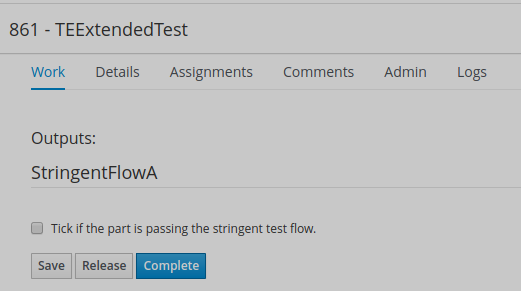 861 - TEExtendedTest
Work Details Assignments Comments Admin Logs
Outputs:
StringentFlowA
Tick if the part is passing the stringent test flow.
Save Release Complete